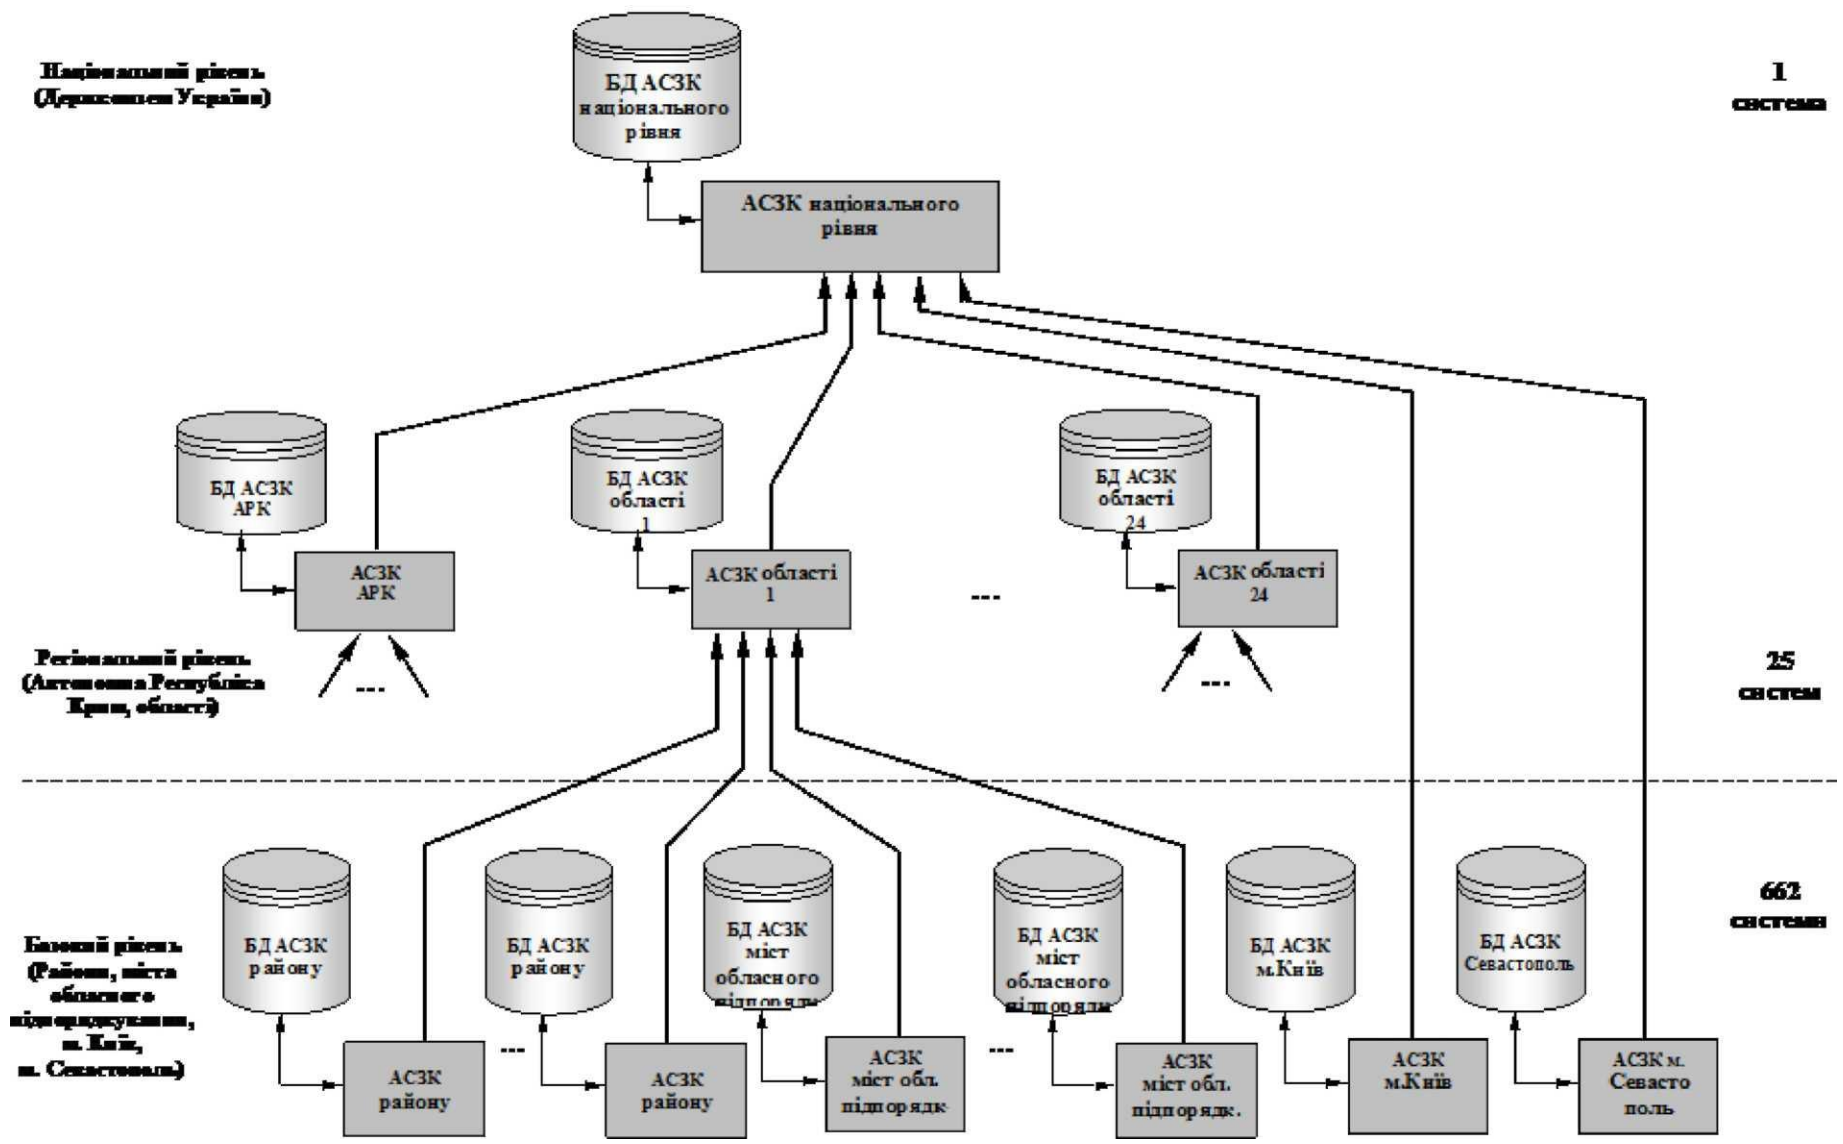 Національний рівень
(Держкомзем України)
БД АСЗК
національного
рівня
1
система
АСЗК національного
рівня
БД АСЗК
АРК
БД АСЗК
області
1
БД АСЗК
області
24
АСЗК
АРК
АСЗК області
1
---
АСЗК області
24
Регіональний рівень
(Автономна Республіка
Крим, області)
---
---
25
систем
БД АСЗК
району
БД АСЗК
району
БД АСЗК
міст
обласного
підпорядк
БД АСЗК
міст
обласного
підпорядк
БД АСЗК
м.Київ
БД АСЗК
Севастополь
662
системи
Базовий рівень
(Райони, міста
обласного
підпорядкування,
м. Київ,
м. Севастополь)
АСЗК
району
---
АСЗК
району
АСЗК
міст обл.
підпорядк
---
АСЗК
міст обл.
підпорядк.
АСЗК
м.Київ
АСЗК м.
Севасто
поль